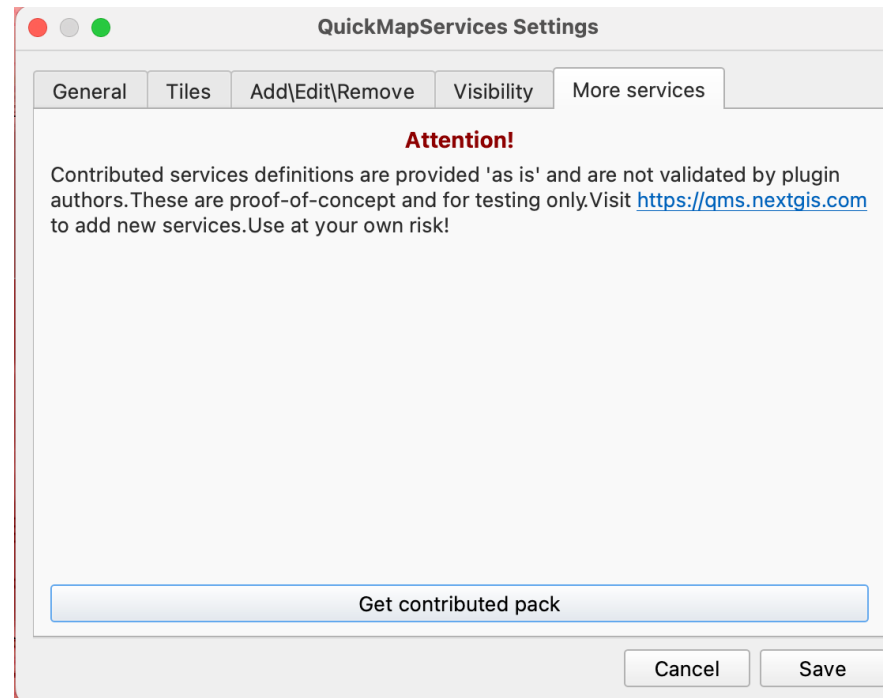 QuickMapServices Settings
General Tiles Add\Edit\Remove Visibility More services
Attention!
Contributed services definitions are provided 'as is' and are not validated by plugin
authors.These are proof-of-concept and for testing only.Visit https://qms.nextgis.com
to add new services.Use at your own risk!
Get contributed pack
Cancel Save